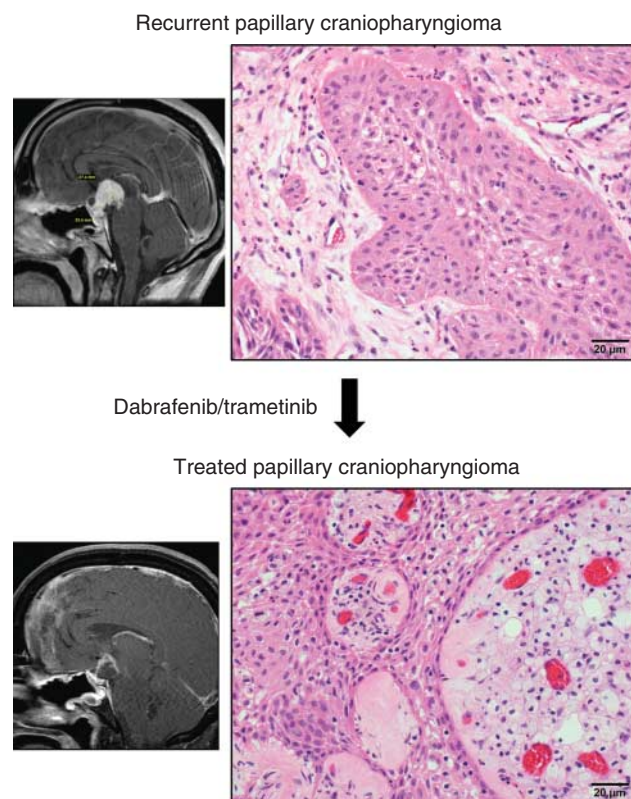 Recurrent papillary craniopharyngioma
20 µm
Dabrafenib/trametinib
Treated papillary craniopharyngioma
20 µm